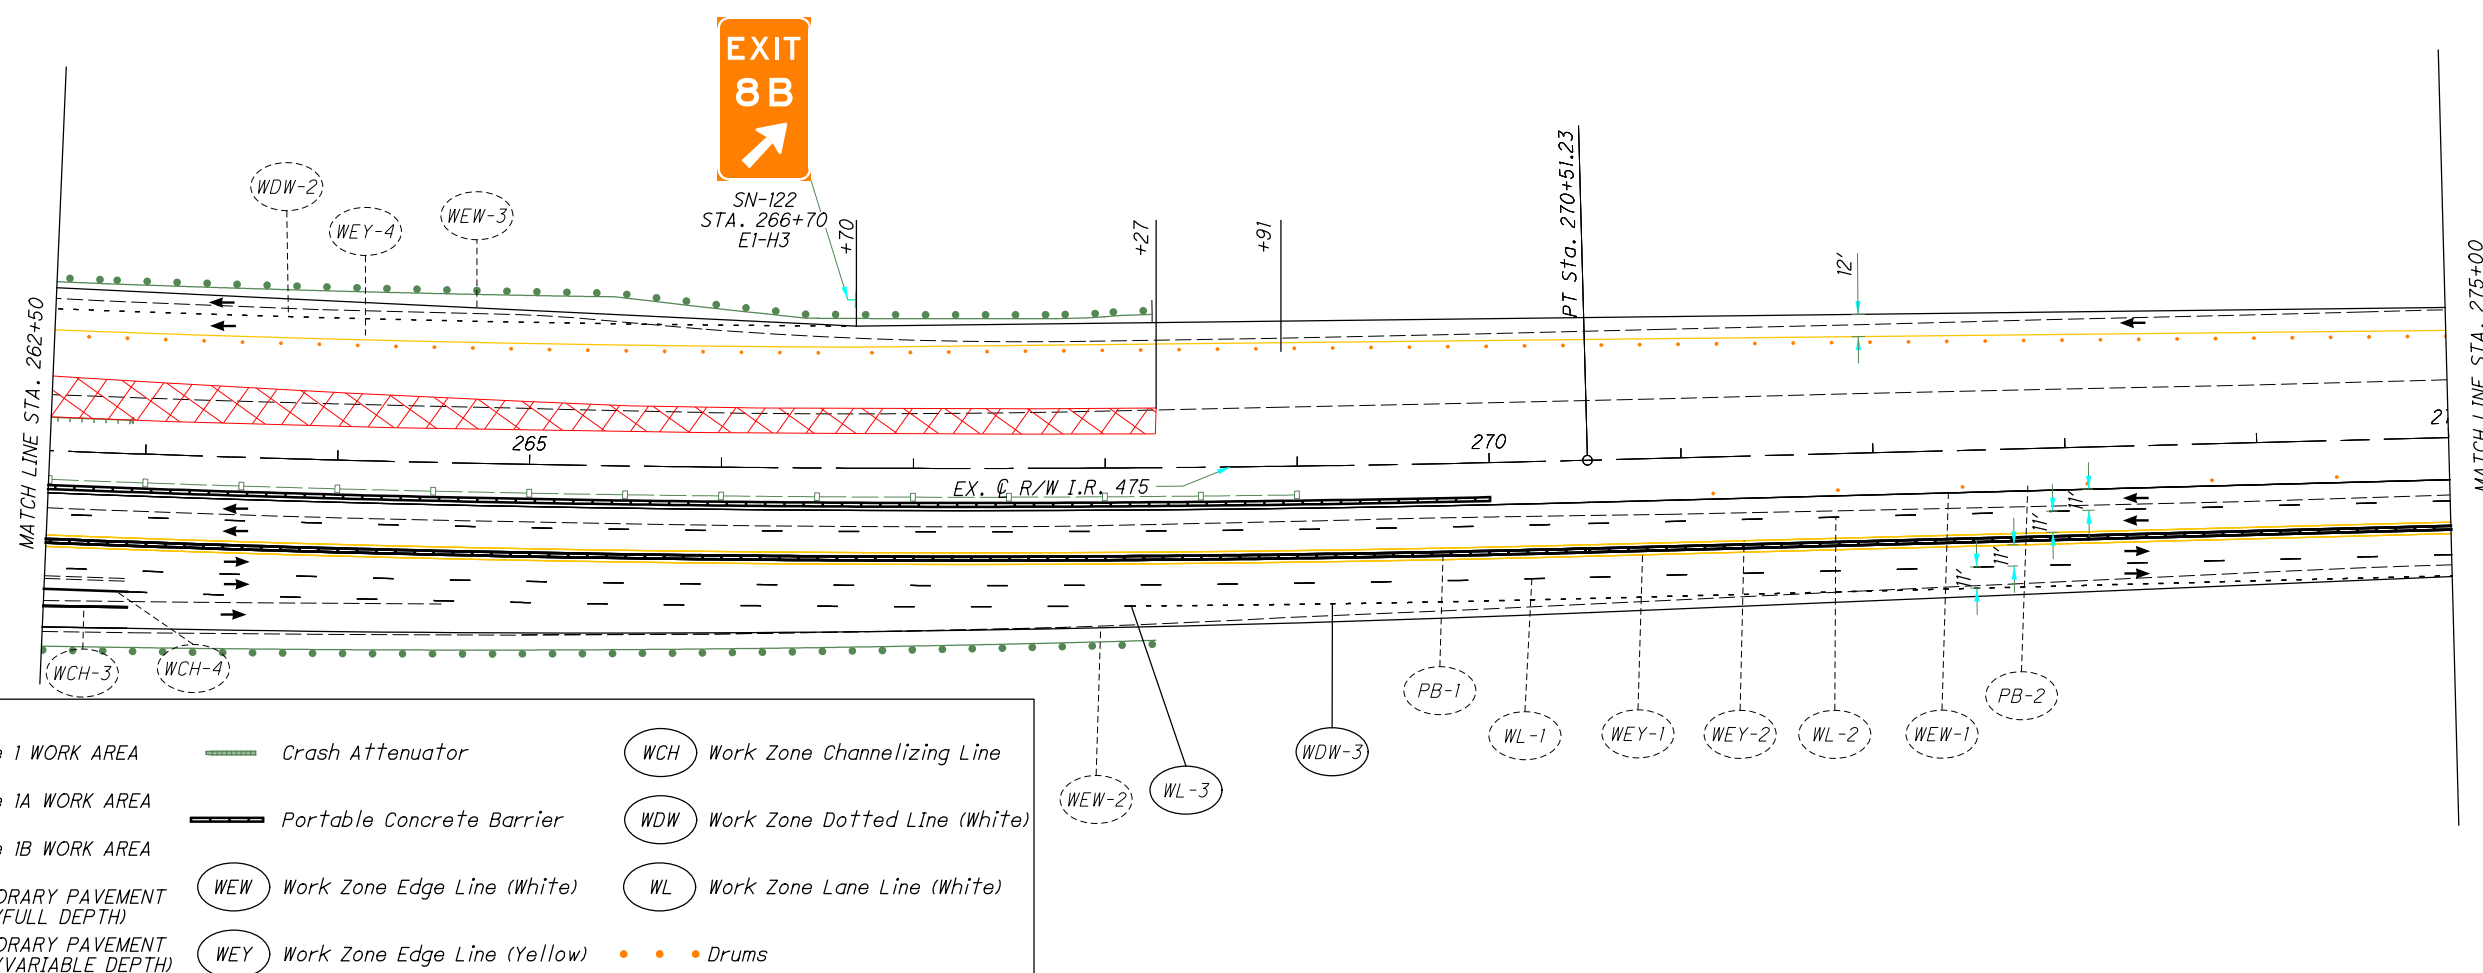 EXIT
8B
SN-122
STA. 266+70
E1-H3
WDW-2
WEY-4
WEW-3
+70
+27
+91
PT Sta. 270+51.23
12'
MATCH LINE STA. 262+50
MATCH LINE STA. 275+00
265
270
EX. ℄ R/W I.R. 475
11'
11'
11'
11'
WCH-3
WCH-4
PB-1
WL-1
WEY-1
WEY-2
WL-2
WEW-1
PB-2
WDW-3
WEW-2
WL-3
1 WORK AREA
1A WORK AREA
1B WORK AREA
ORARY PAVEMENT
(FULL DEPTH)
ORARY PAVEMENT
(VARIABLE DEPTH)
Crash Attenuator
Portable Concrete Barrier
WEW Work Zone Edge Line (White)
WEY Work Zone Edge Line (Yellow)
WCH Work Zone Channelizing Line
WDW Work Zone Dotted LIne (White)
WL Work Zone Lane Line (White)
Drums